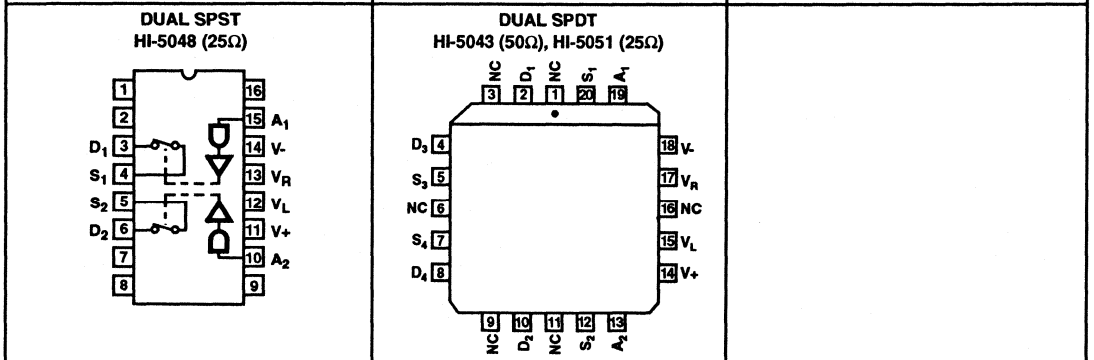 DUAL SPST
HI-5048 (25Ω)
1 16
2 15 A1
D1 3 14 V-
S1 4 13 VR
S2 5 12 VL
D2 6 11 V+
7 10 A2
8 9
DUAL SPDT
HI-5043 (50Ω), HI-5051 (25Ω)
NC D1 NC S1 A1
3 2 1 20 19
D3 4 18 V-
S3 5 17 VR
NC 6 16 NC
S4 7 15 VL
D4 8 14 V+
9 10 11 12 13
NC D2 NC S2 A2